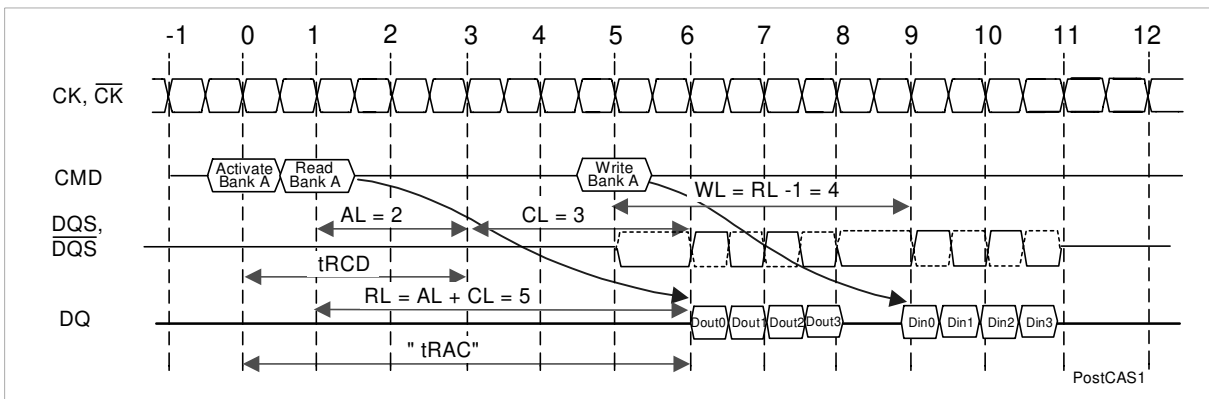 -1 0 1 2 3 4 5 6 7 8 9 10 11 12
CK, CK
CMD
Activate
Bank A
Read
Bank A
Write
Bank A
WL = RL -1 = 4
AL = 2
CL = 3
DQS,
DQS
tRCD
RL = AL + CL = 5
DQ
Dout0 Dout1 Dout2 Dout3 Din0 Din1 Din2 Din3
" tRAC"
PostCAS1